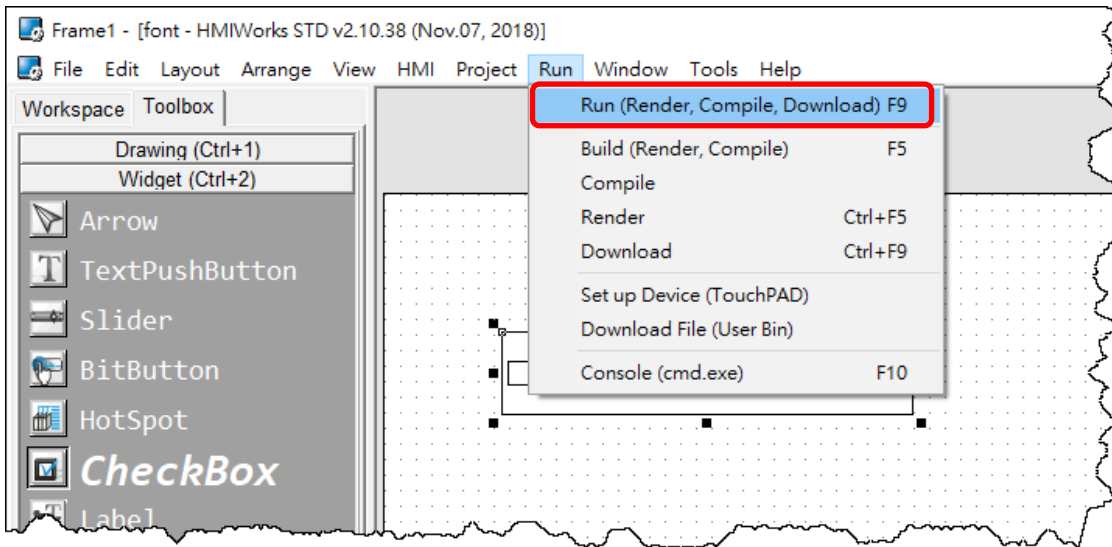 Frame1 - [font - HMIWorks STD v2.10.38 (Nov.07, 2018)]
File Edit Layout Arrange View HMI Project Run Window Tools Help
Workspace Toolbox
Drawing (Ctrl+1)
Widget (Ctrl+2)
Arrow
TextPushButton
Slider
BitButton
HotSpot
CheckBox
Label
Run (Render, Compile, Download) F9
Build (Render, Compile) F5
Compile
Render Ctrl+F5
Download Ctrl+F9
Set up Device (TouchPAD)
Download File (User Bin)
Console (cmd.exe) F10